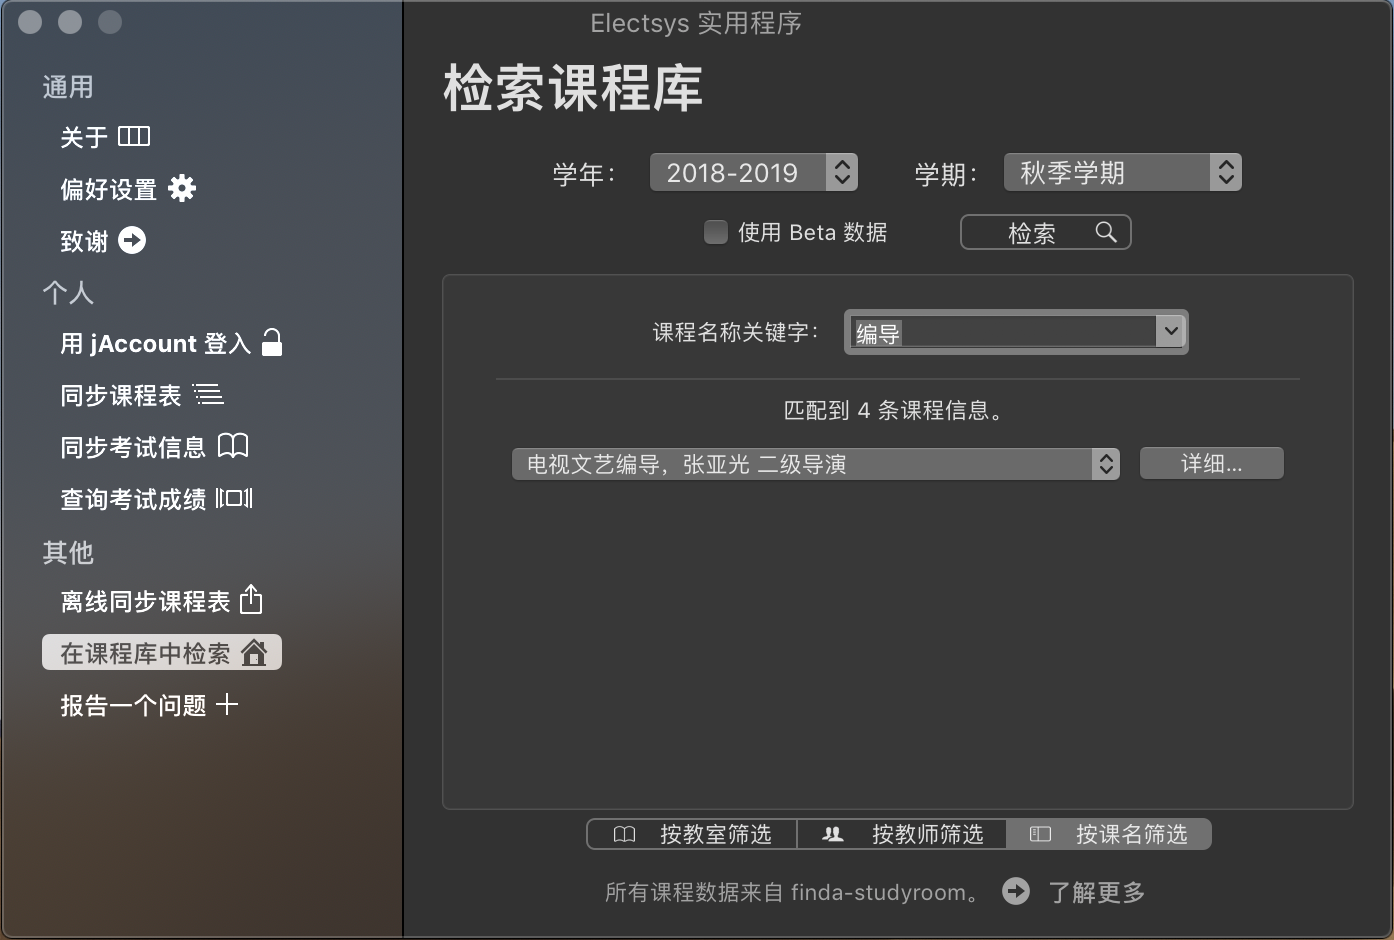 Electsys 实用程序
通用
关于
偏好设置
致谢
个人
用 jAccount 登入
同步课程表
同步考试信息
查询考试成绩
其他
离线同步课程表
在课程库中检索
报告一个问题
检索课程库
学年：
2018-2019
学期：
秋季学期
使用 Beta 数据
检索
课程名称关键字：
编导
匹配到 4 条课程信息。
电视文艺编导，张亚光 二级导演
详细...
按教室筛选
按教师筛选
按课名筛选
所有课程数据来自 finda-studyroom。
了解更多